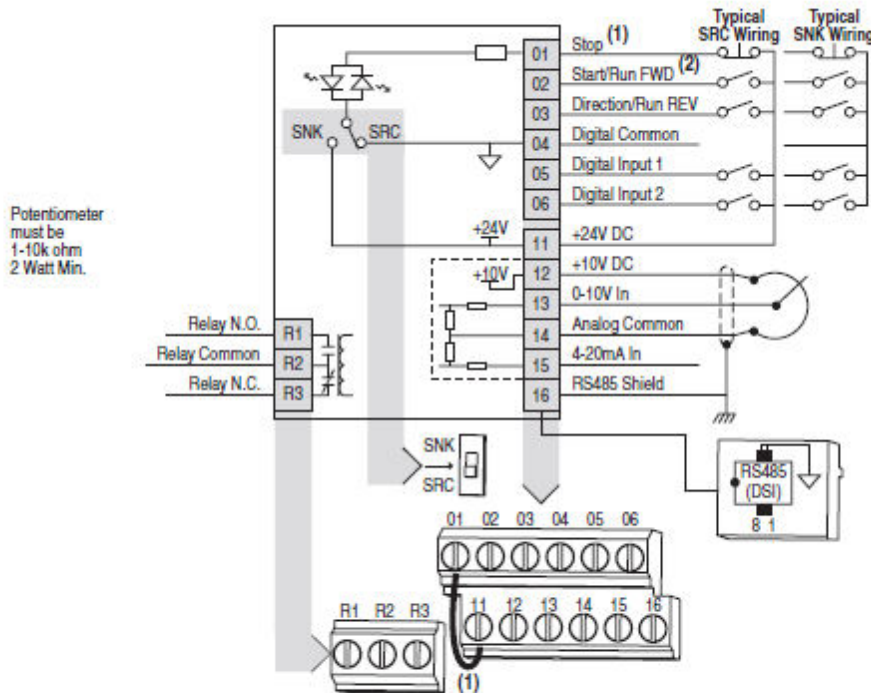 Typical
SRC Wiring
Typical
SNK Wiring
01 Stop (1)
02 Start/Run FWD (2)
03 Direction/Run REV
SNK SRC
04 Digital Common
05 Digital Input 1
06 Digital Input 2
Potentiometer
must be
1-10k ohm
2 Watt Min.
+24V 11 +24V DC
+10V 12 +10V DC
13 0-10V In
Relay N.O. R1
14 Analog Common
Relay Common R2
15 4-20mA In
Relay N.C. R3
16 RS485 Shield
SNK
SRC
RS485
(DSI)
8 1
01 02 03 04 05 06
R1 R2 R3
11 12 13 14 15 16
(1)